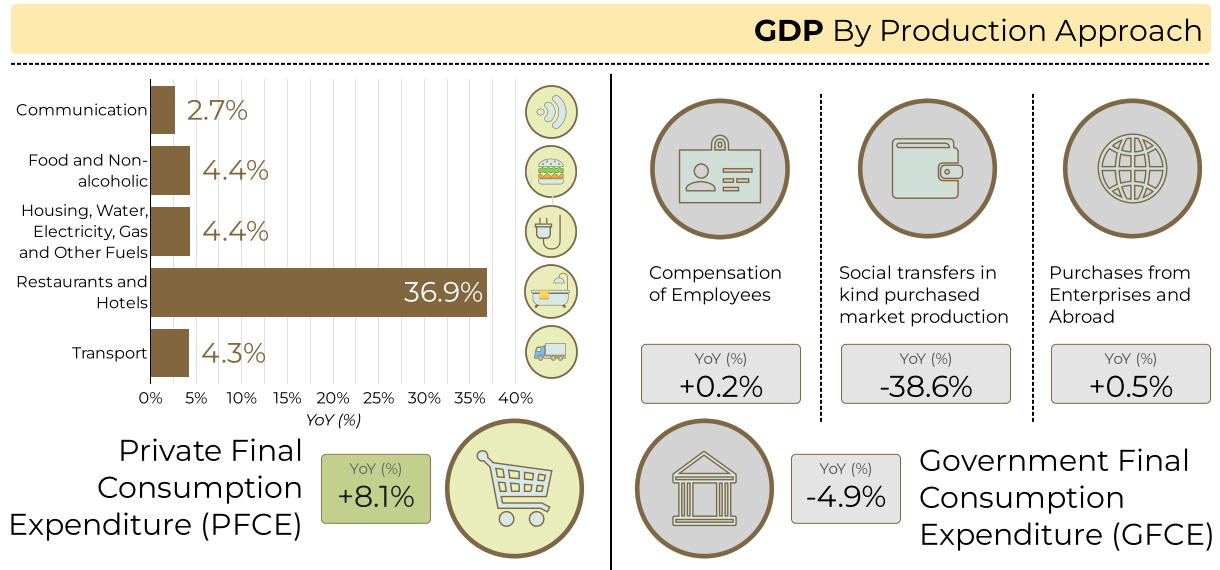 GDP By Production Approach
Communication
2.7%
Food and Non-
alcoholic
4.4%
Housing, Water,
Electricity, Gas
and Other Fuels
4.4%
Restaurants and
Hotels
36.9%
Transport
4.3%
0% 5% 10% 15% 20% 25% 30% 35% 40%
YoY (%)
Private Final
Consumption
Expenditure (PFCE)
YoY (%)
+8.1%
Compensation
of Employees
YoY (%)
+0.2%
Social transfers in
kind purchased
market production
YoY (%)
-38.6%
Purchases from
Enterprises and
Abroad
YoY (%)
+0.5%
YoY (%)
-4.9%
Government Final
Consumption
Expenditure (GFCE)